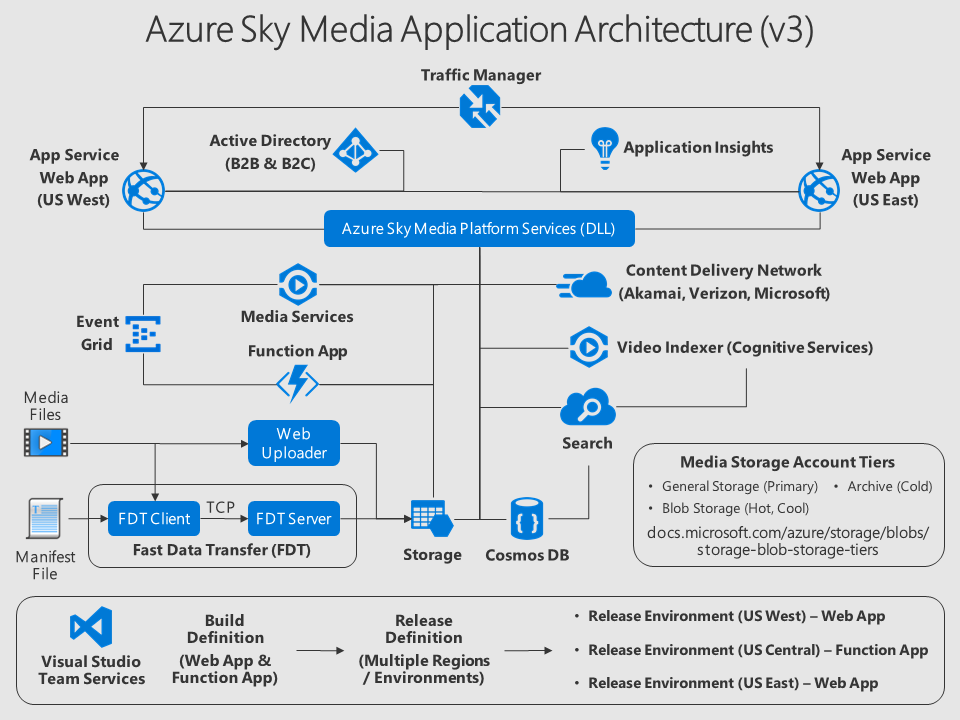 Azure Sky Media Application Architecture (v3)
Traffic Manager
Active Directory
(B2B & B2C)
Application Insights
App Service
Web App
(US West)
App Service
Web App
(US East)
Azure Sky Media Platform Services (DLL)
Media Services
Content Delivery Network
(Akamai, Verizon, Microsoft)
Event
Grid
Function App
Video Indexer (Cognitive Services)
Media
Files
Web
Uploader
Search
Media Storage Account Tiers
• General Storage (Primary) • Archive (Cold)
• Blob Storage (Hot, Cool)
docs.microsoft.com/azure/storage/blobs/
storage-blob-storage-tiers
Manifest
File
FDT Client
TCP
FDT Server
Fast Data Transfer (FDT)
Storage
Cosmos DB
Visual Studio
Team Services
Build
Definition
(Web App &
Function App)
Release
Definition
(Multiple Regions
/ Environments)
• Release Environment (US West) – Web App
• Release Environment (US Central) – Function App
• Release Environment (US East) – Web App